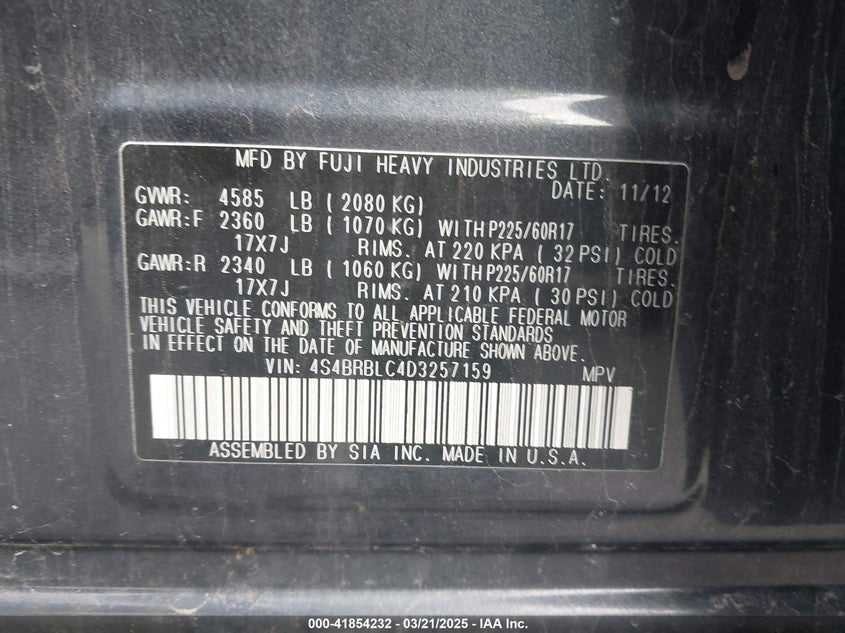 MFD BY FUJI HEAVY INDUSTRIES LTD.
DATE: 11/12
GVWR: 4585 LB ( 2080 KG)
GAWR:F 2360 LB ( 1070 KG) WITH P225/60R17 TIRES.
17X7J RIMS. AT 220 KPA ( 32 PSI) COLD
GAWR:R 2340 LB ( 1060 KG) WITH P225/60R17 TIRES.
17X7J RIMS. AT 210 KPA ( 30 PSI) COLD
THIS VEHICLE CONFORMS TO ALL APPLICABLE FEDERAL MOTOR
VEHICLE SAFETY AND THEFT PREVENTION STANDARDS
IN EFFECT ON THE DATE OF MANUFACTURE SHOWN ABOVE.
VIN: 4S4BRBLC4D3257159 MPV
ASSEMBLED BY SIA INC. MADE IN U.S.A.
000-41854232 - 03/21/2025 - IAA Inc.